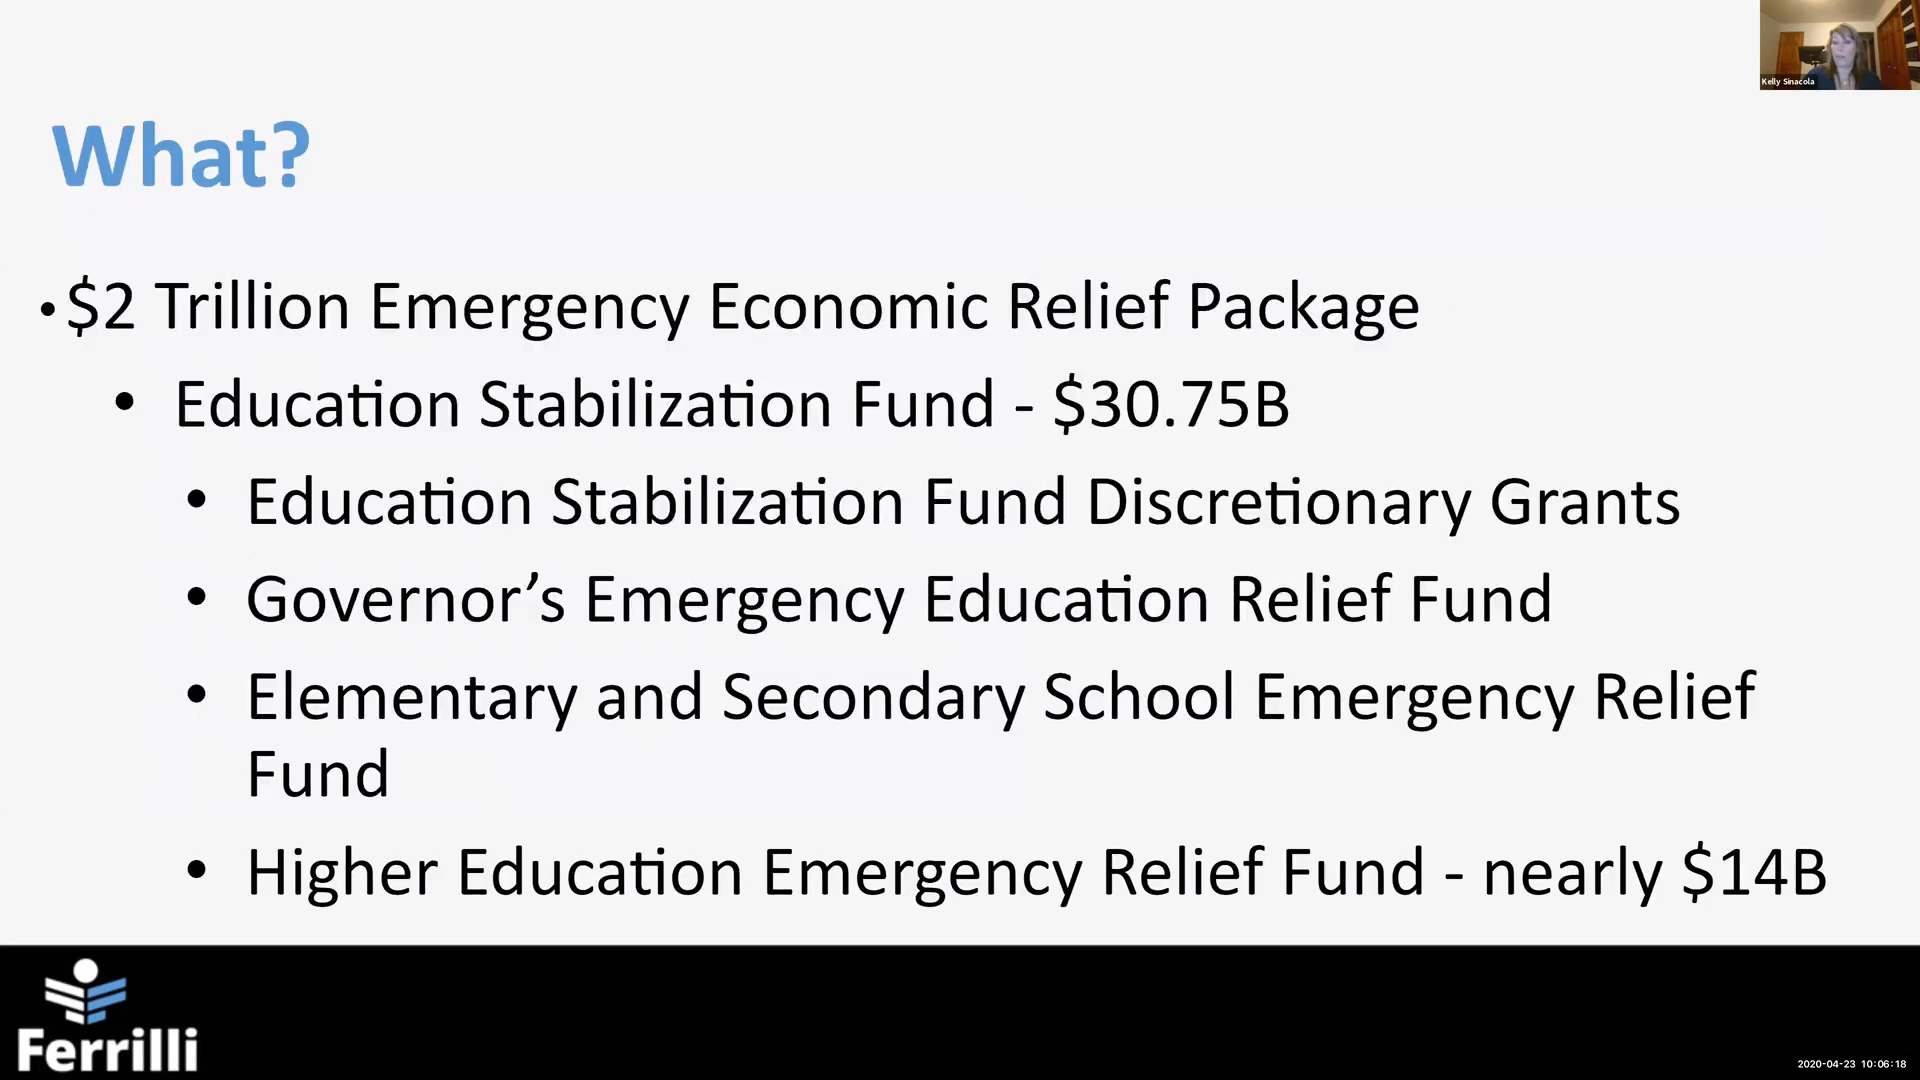 Kelly Sinacola
What?
• $2 Trillion Emergency Economic Relief Package
• Education Stabilization Fund - $30.75B
• Education Stabilization Fund Discretionary Grants
• Governor’s Emergency Education Relief Fund
• Elementary and Secondary School Emergency Relief
Fund
• Higher Education Emergency Relief Fund - nearly $14B
Ferrilli
2020-04-23 10:06:18